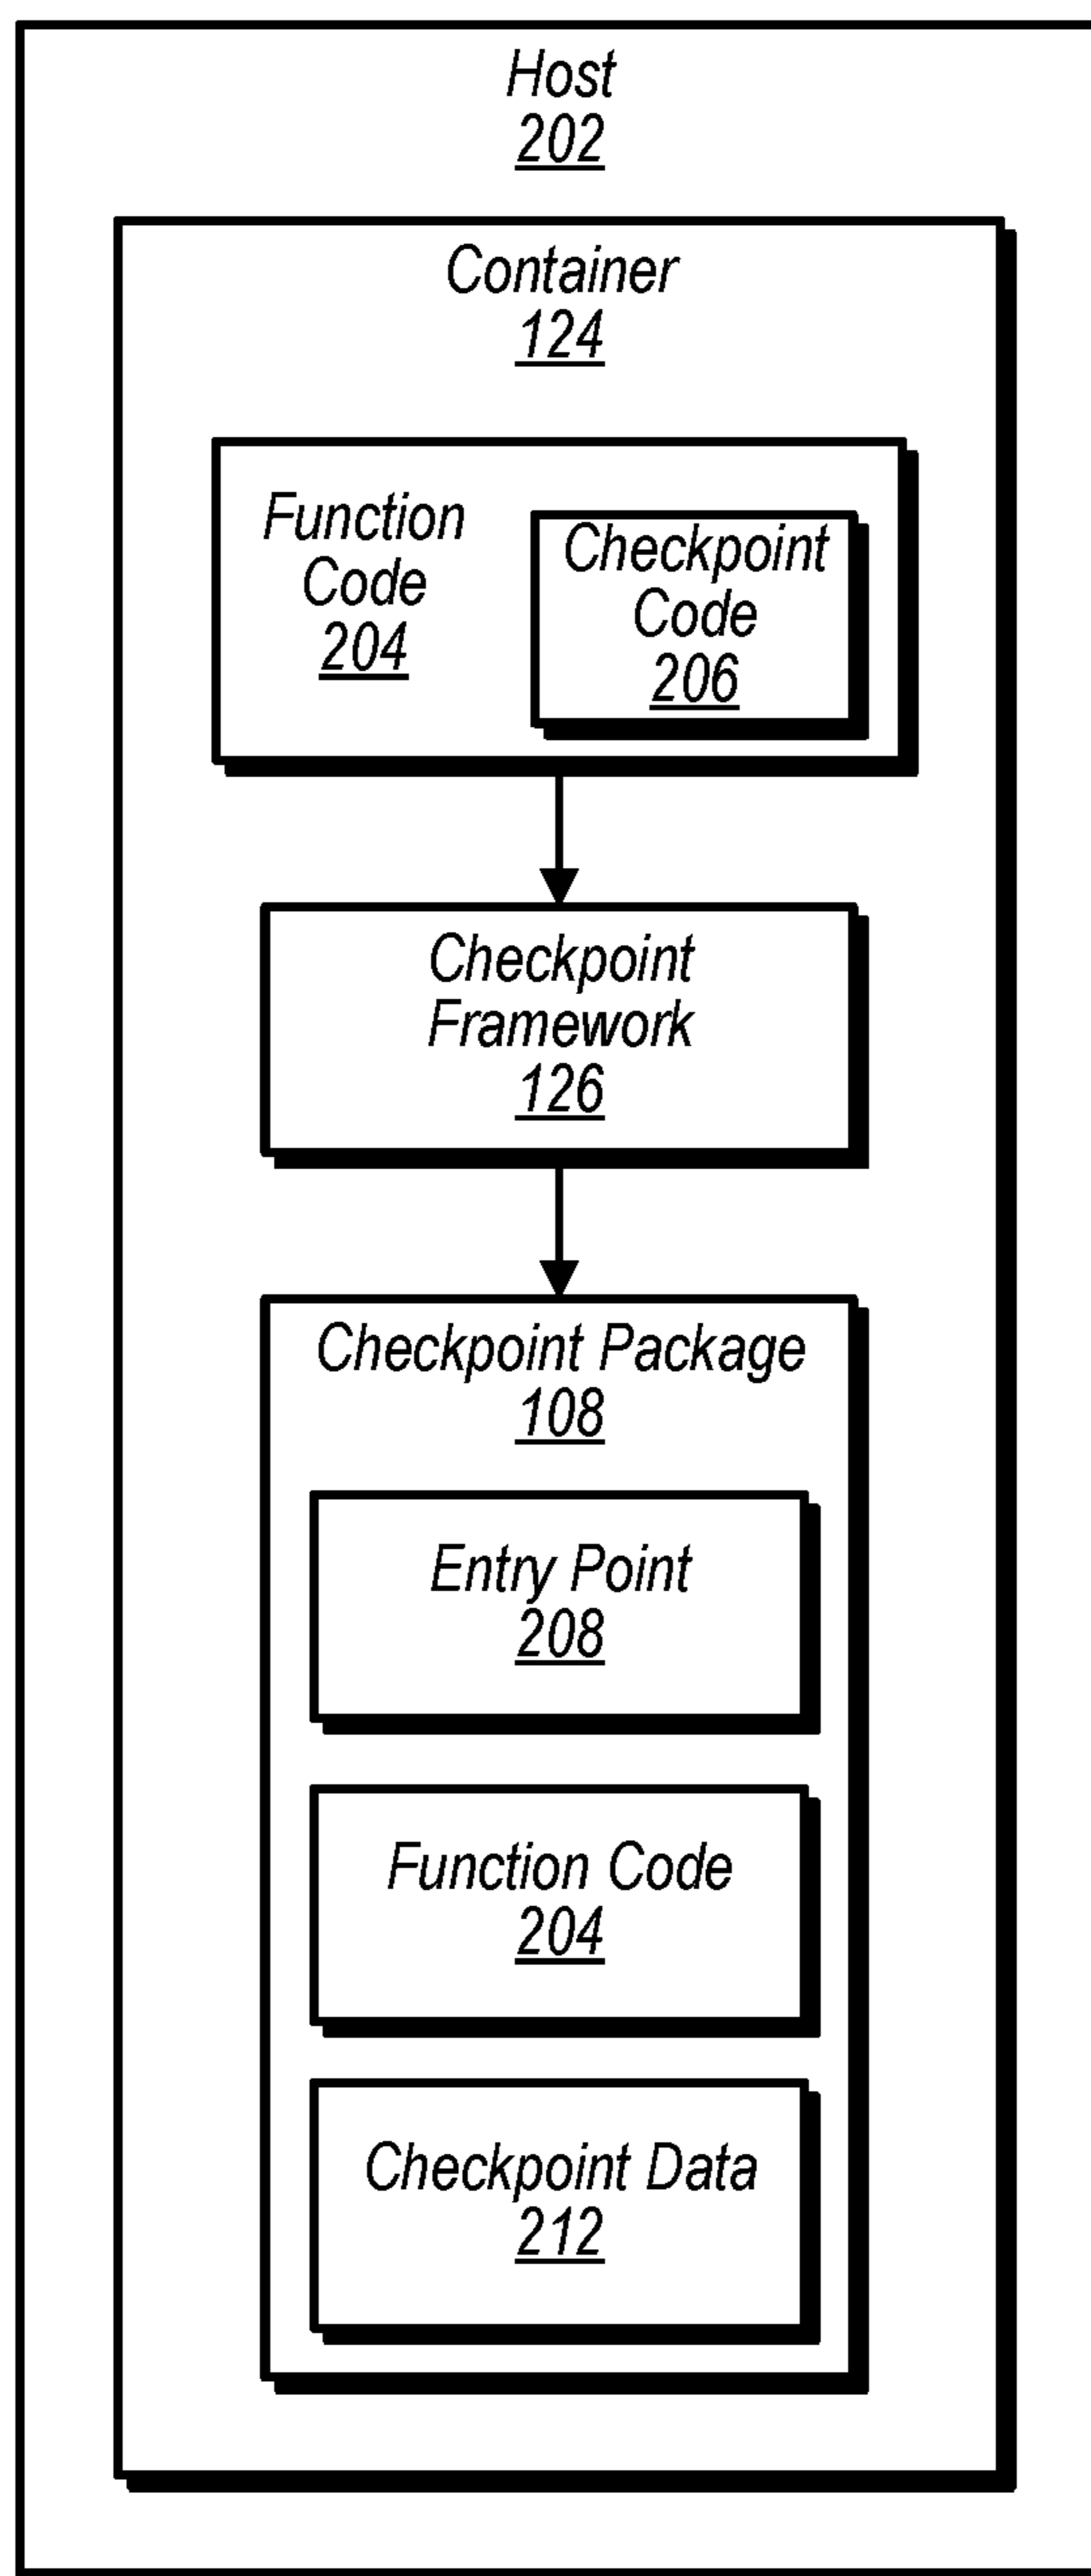 Host
202
Container
124
Function
Code
204
Checkpoint
Code
206
Checkpoint
Framework
126
Checkpoint Package
108
Entry Point
208
Function Code
204
Checkpoint Data
212